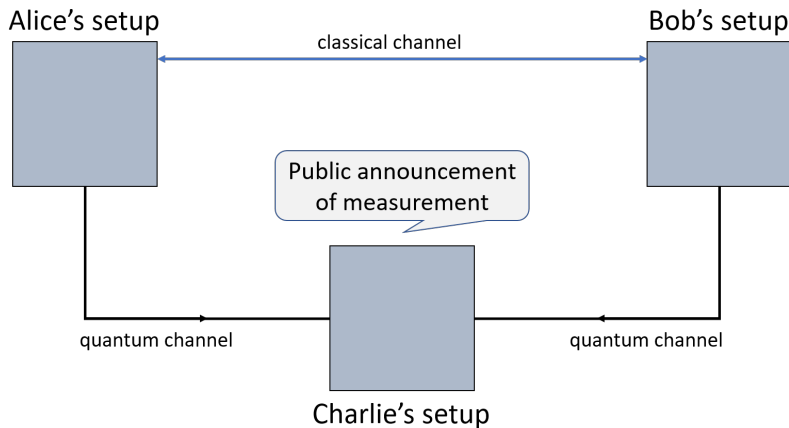 Alice's setup
Bob's setup
classical channel
Public announcement
of measurement
quantum channel
quantum channel
Charlie's setup